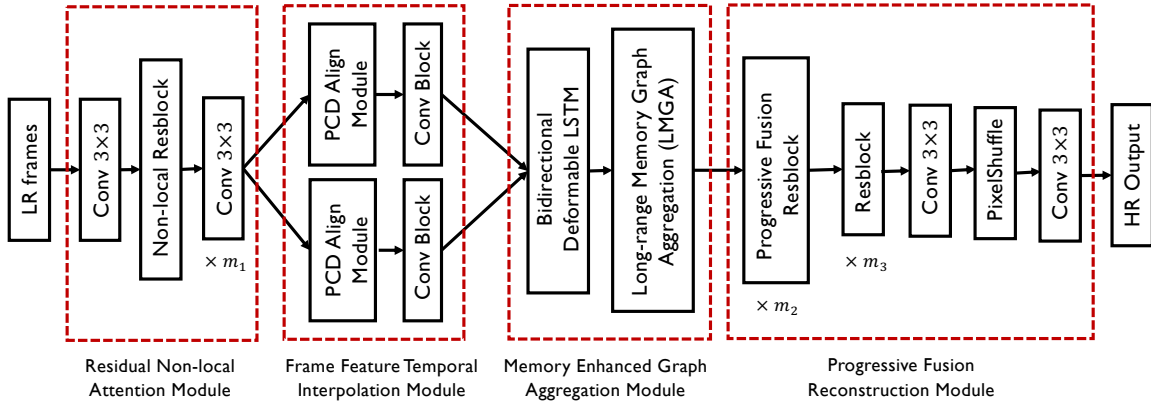 LR frames
Conv 3×3
Non-local Resblock
Conv 3×3
× m₁
PCD Align
Module
Conv Block
PCD Align
Module
Conv Block
Bidirectional
Deformable LSTM
Long-range Memory Graph
Aggregation (LMGA)
Progressive Fusion
Resblock
× m₂
Resblock
× m₃
Conv 3×3
PixelShuffle
Conv 3×3
HR Output
Residual Non-local
Attention Module
Frame Feature Temporal
Interpolation Module
Memory Enhanced Graph
Aggregation Module
Progressive Fusion
Reconstruction Module